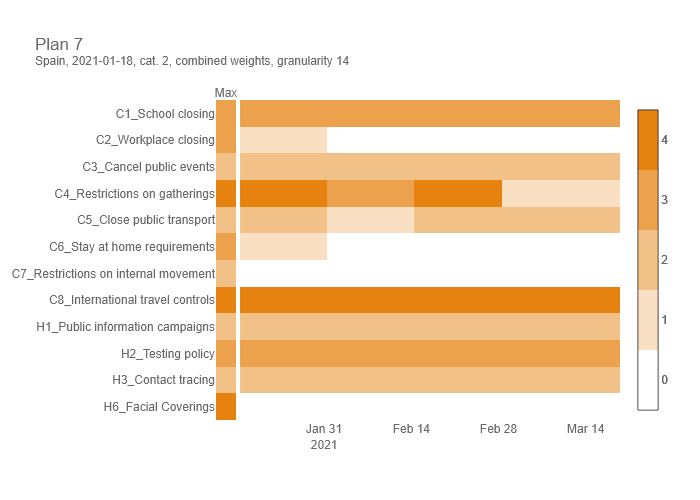 Plan 7
Spain, 2021-01-18, cat. 2, combined weights, granularity 14
Max
C1_School closing
C2_Workplace closing
C3_Cancel public events
C4_Restrictions on gatherings
C5_Close public transport
C6_Stay at home requirements
C7_Restrictions on internal movement
C8_International travel controls
H1_Public information campaigns
H2_Testing policy
H3_Contact tracing
H6_Facial Coverings
4
3
2
1
0
Jan 31 Feb 14 Feb 28 Mar 14
2021